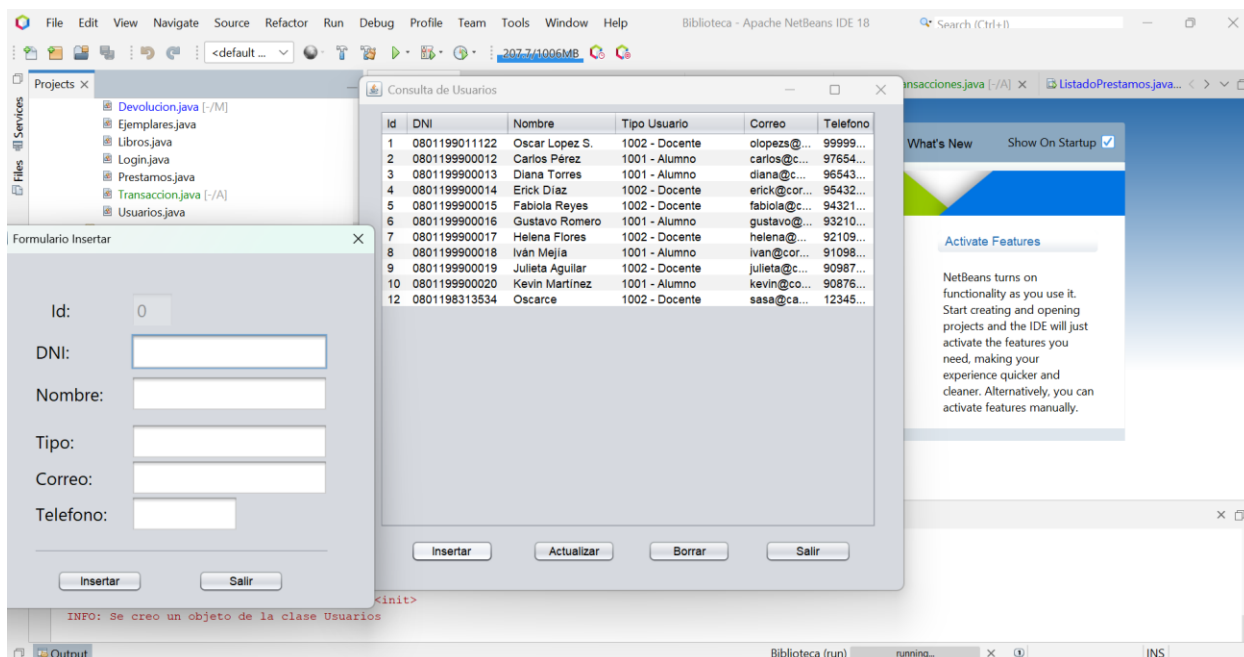 File Edit View Navigate Source Refactor Run Debug Profile Team Tools Window Help Biblioteca - Apache NetBeans IDE 18 Search (Ctrl+I)
<default ... 207.7/1006MB
Projects
Services
Files
Devolucion.java [-/M]
Ejemplares.java
Libros.java
Login.java
Prestamos.java
Transaccion.java [-/A]
Usuarios.java
Formulario Insertar
Id: 0
DNI:
Nombre:
Tipo:
Correo:
Telefono:
Insertar Salir
Consulta de Usuarios
Id DNI Nombre Tipo Usuario Correo Telefono
1 0801199011122 Oscar Lopez S. 1002 - Docente olopezs@... 99999...
2 0801199900012 Carlos Pérez 1001 - Alumno carlos@c... 97654...
3 0801199900013 Diana Torres 1001 - Alumno diana@c... 96543...
4 0801199900014 Erick Díaz 1002 - Docente erick@cor... 95432...
5 0801199900015 Fabiola Reyes 1002 - Docente fabiola@c... 94321...
6 0801199900016 Gustavo Romero 1001 - Alumno gustavo@... 93210...
7 0801199900017 Helena Flores 1002 - Docente helena@... 92109...
8 0801199900018 Iván Mejía 1001 - Alumno ivan@cor... 91098...
9 0801199900019 Julieta Aguilar 1002 - Docente julieta@c... 90987...
10 0801199900020 Kevin Martínez 1001 - Alumno kevin@co... 90876...
12 0801198313534 Oscarce 1002 - Docente sasa@ca... 12345...
Insertar Actualizar Borrar Salir
ansacciones.java [-/A] ListadoPrestamos.java...
What's New Show On Startup
Activate Features
NetBeans turns on
functionality as you use it.
Start creating and opening
projects and the IDE will just
activate the features you
need, making your
experience quicker and
cleaner. Alternatively, you can
activate features manually.
<init>
INFO: Se creo un objeto de la clase Usuarios
Output Biblioteca (run) running... INS